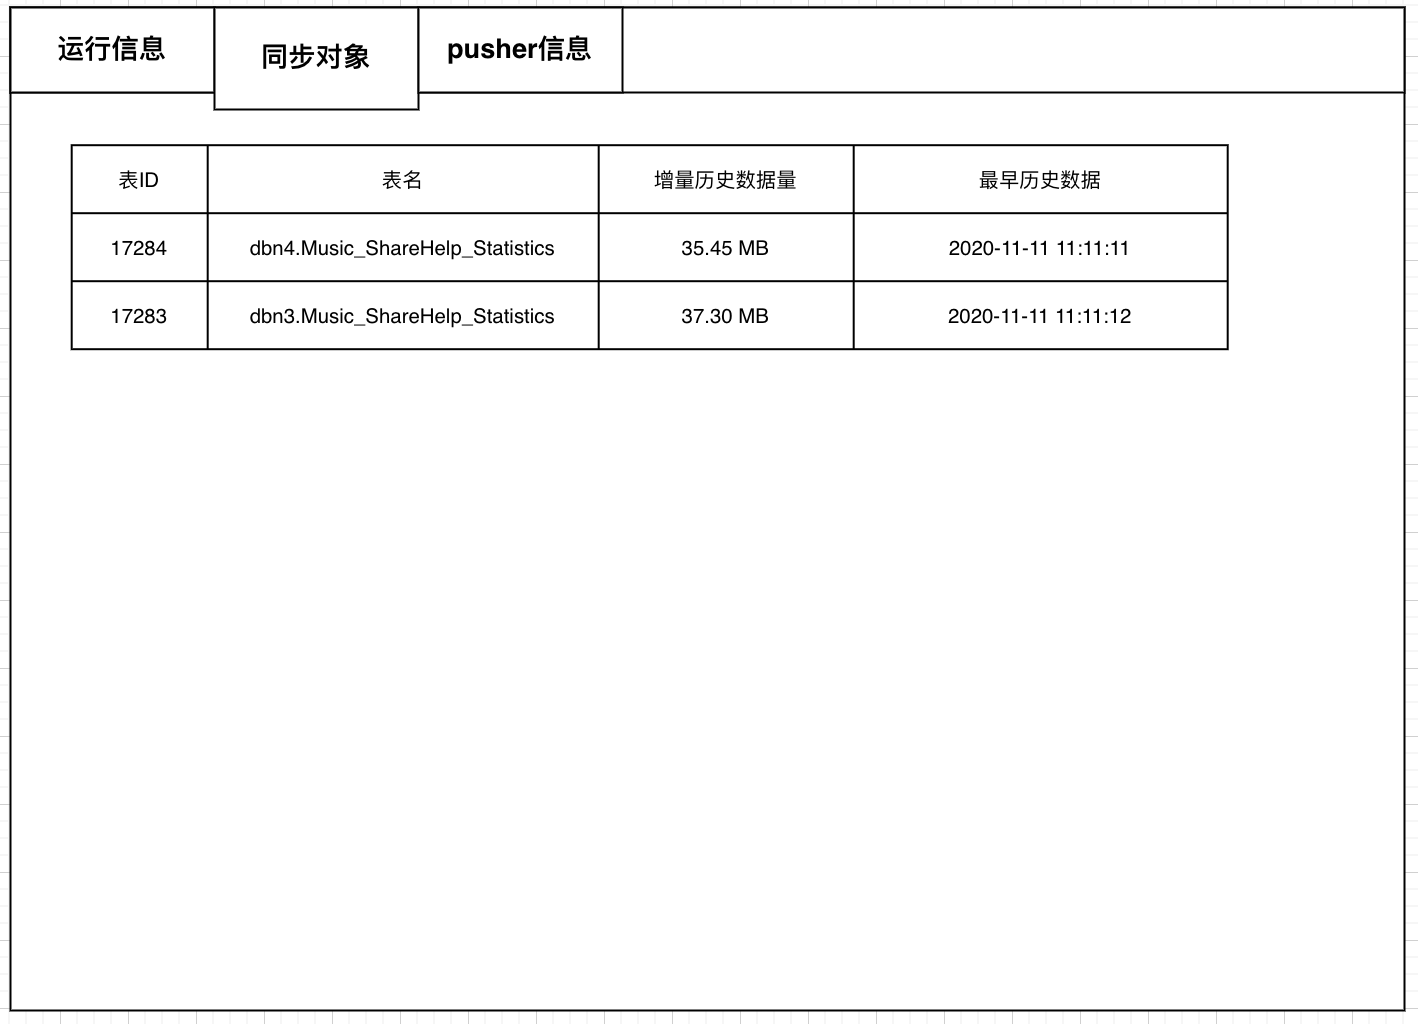 运行信息 同步对象 pusher信息
表ID 表名 增量历史数据量 最早历史数据
17284 dbn4.Music_ShareHelp_Statistics 35.45 MB 2020-11-11 11:11:11
17283 dbn3.Music_ShareHelp_Statistics 37.30 MB 2020-11-11 11:11:12